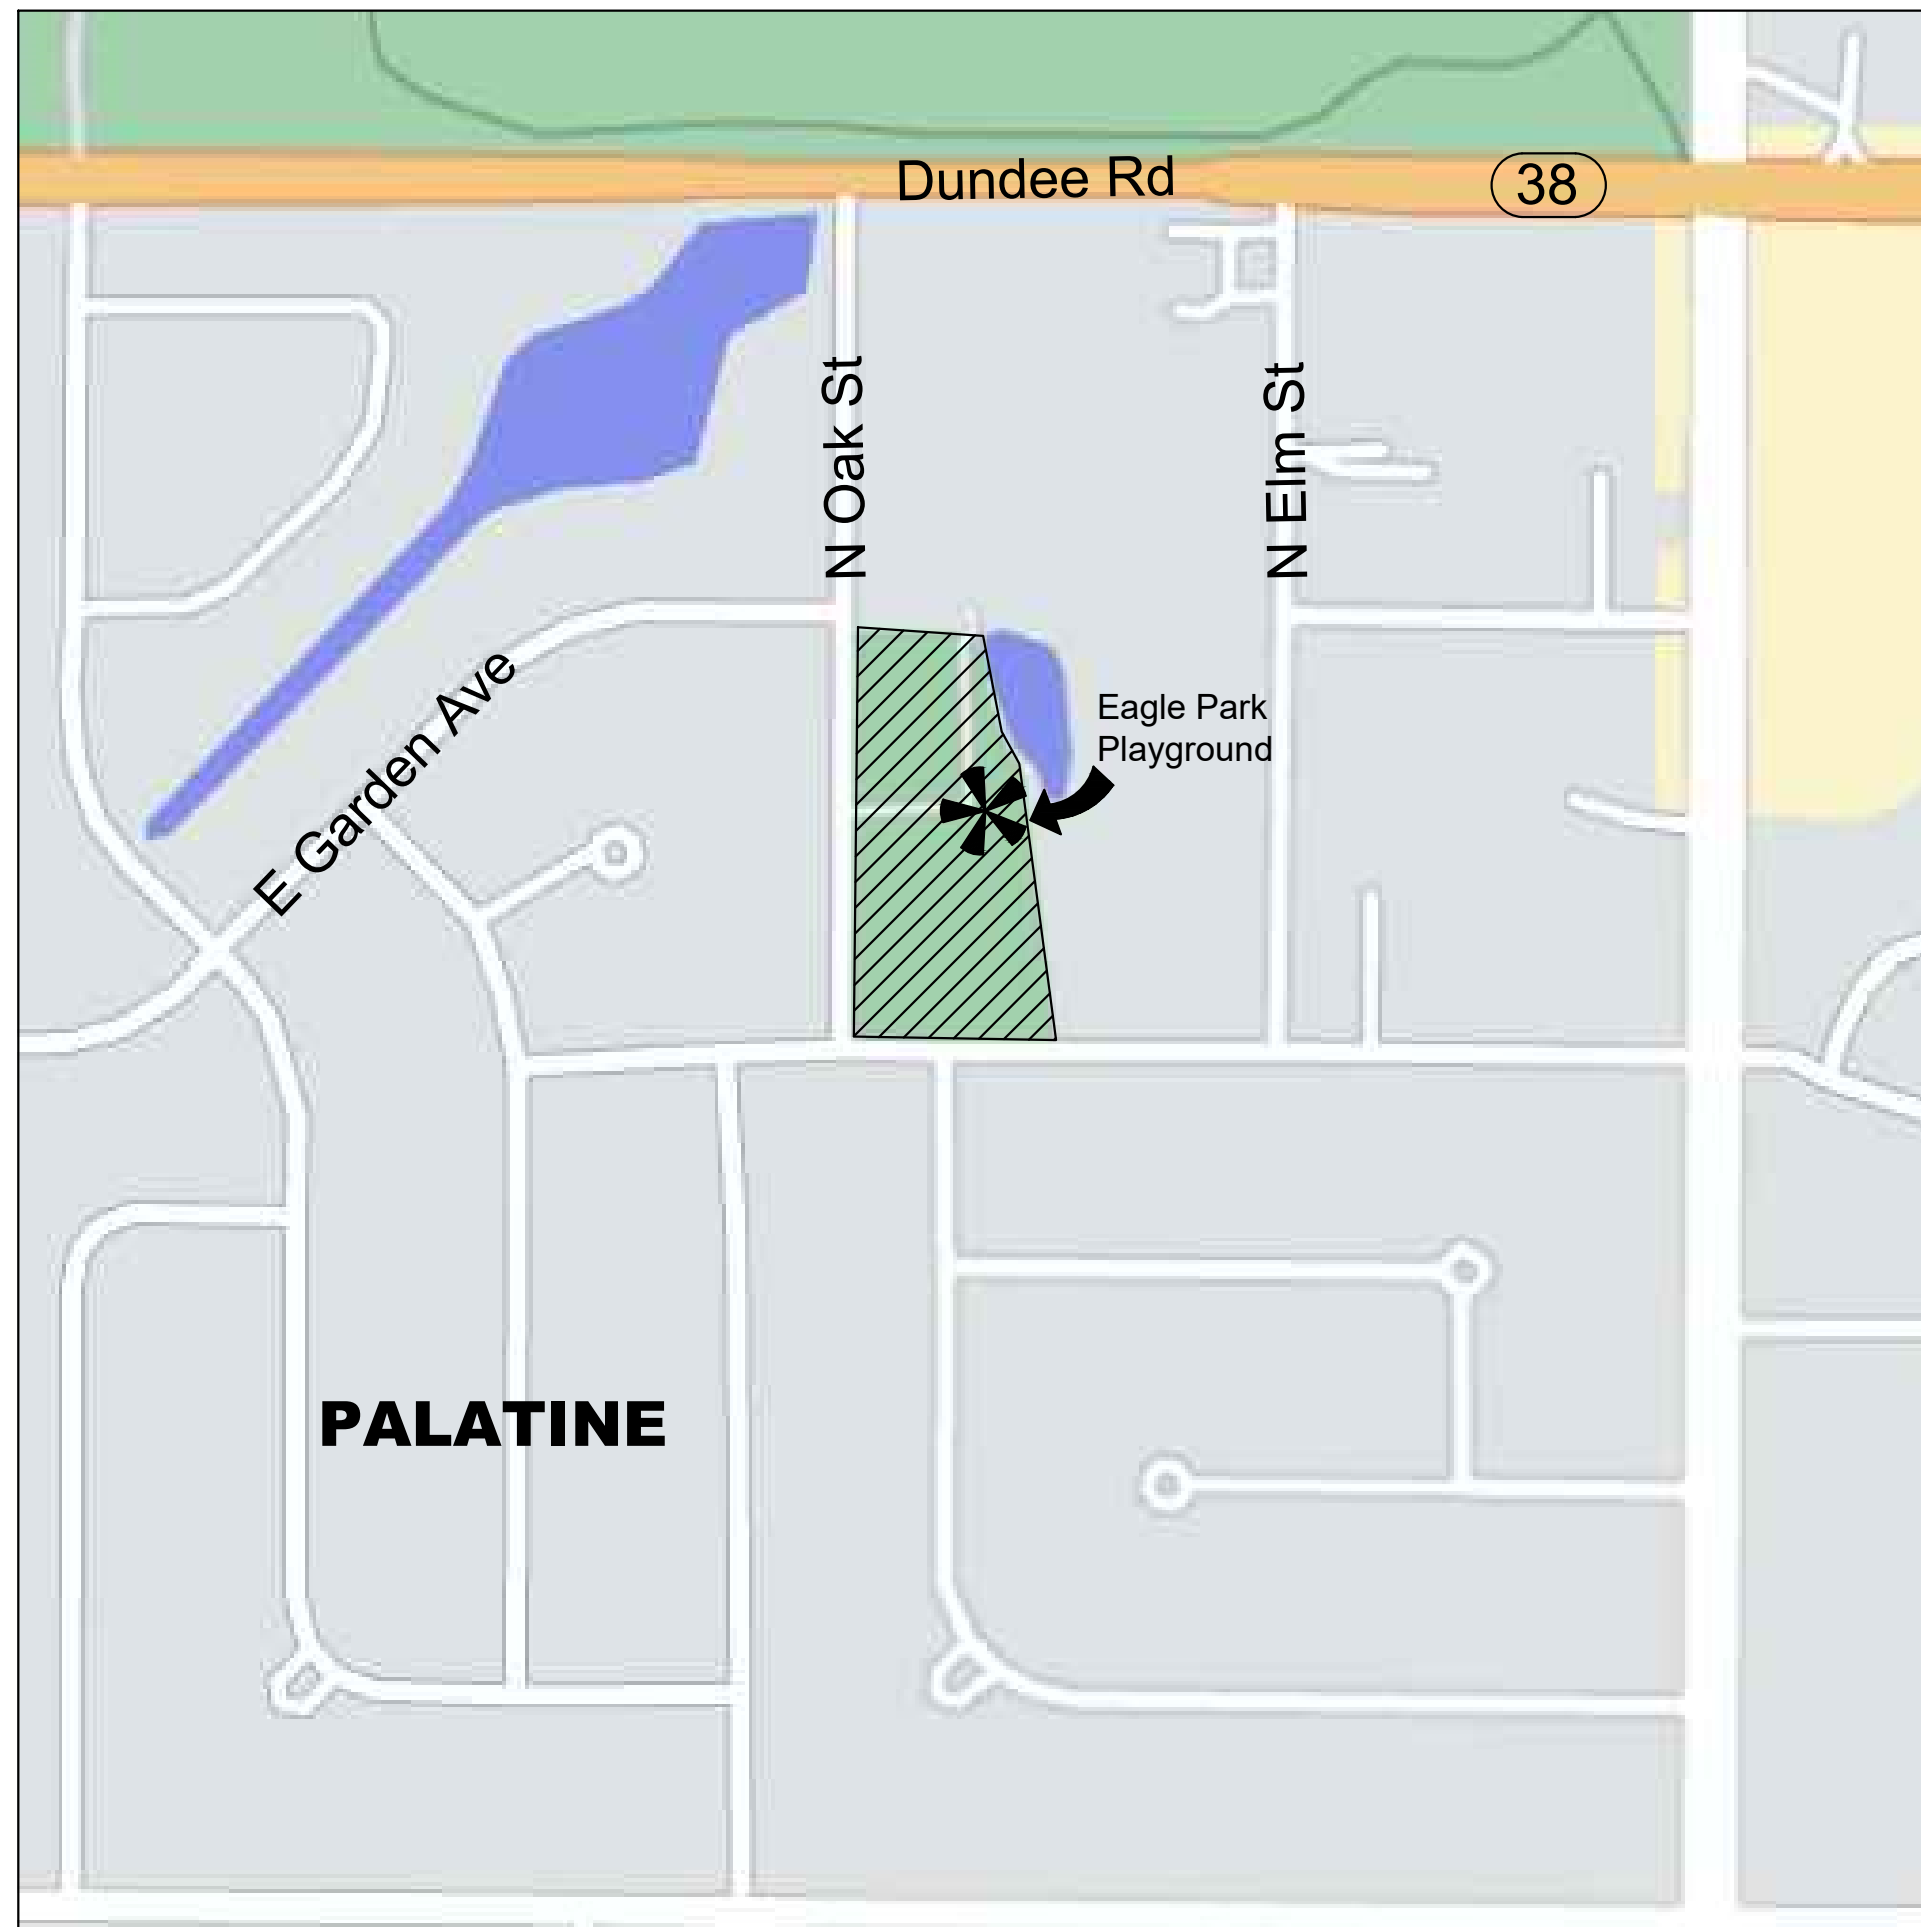 Dundee Rd
38
N Oak St
N Elm St
E Garden Ave
Eagle Park
Playground
PALATINE